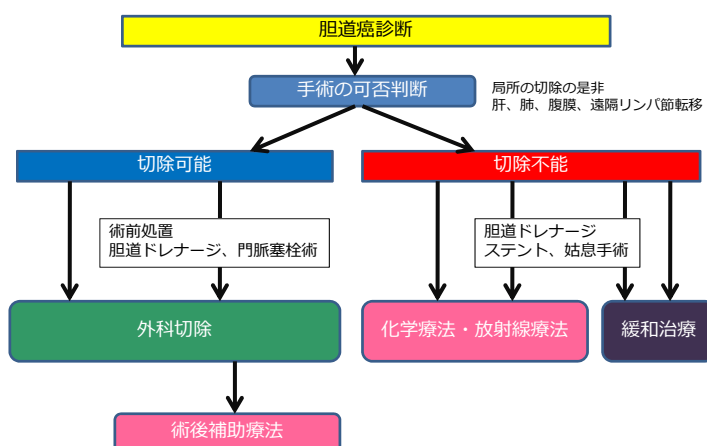 胆道癌診断
手術の可否判断
局所の切除の是非
肝、肺、腹膜、遠隔リンパ節転移
切除可能
切除不能
術前処置
胆道ドレナージ、門脈塞栓術
胆道ドレナージ
ステント、姑息手術
外科切除
化学療法・放射線療法
緩和治療
術後補助療法